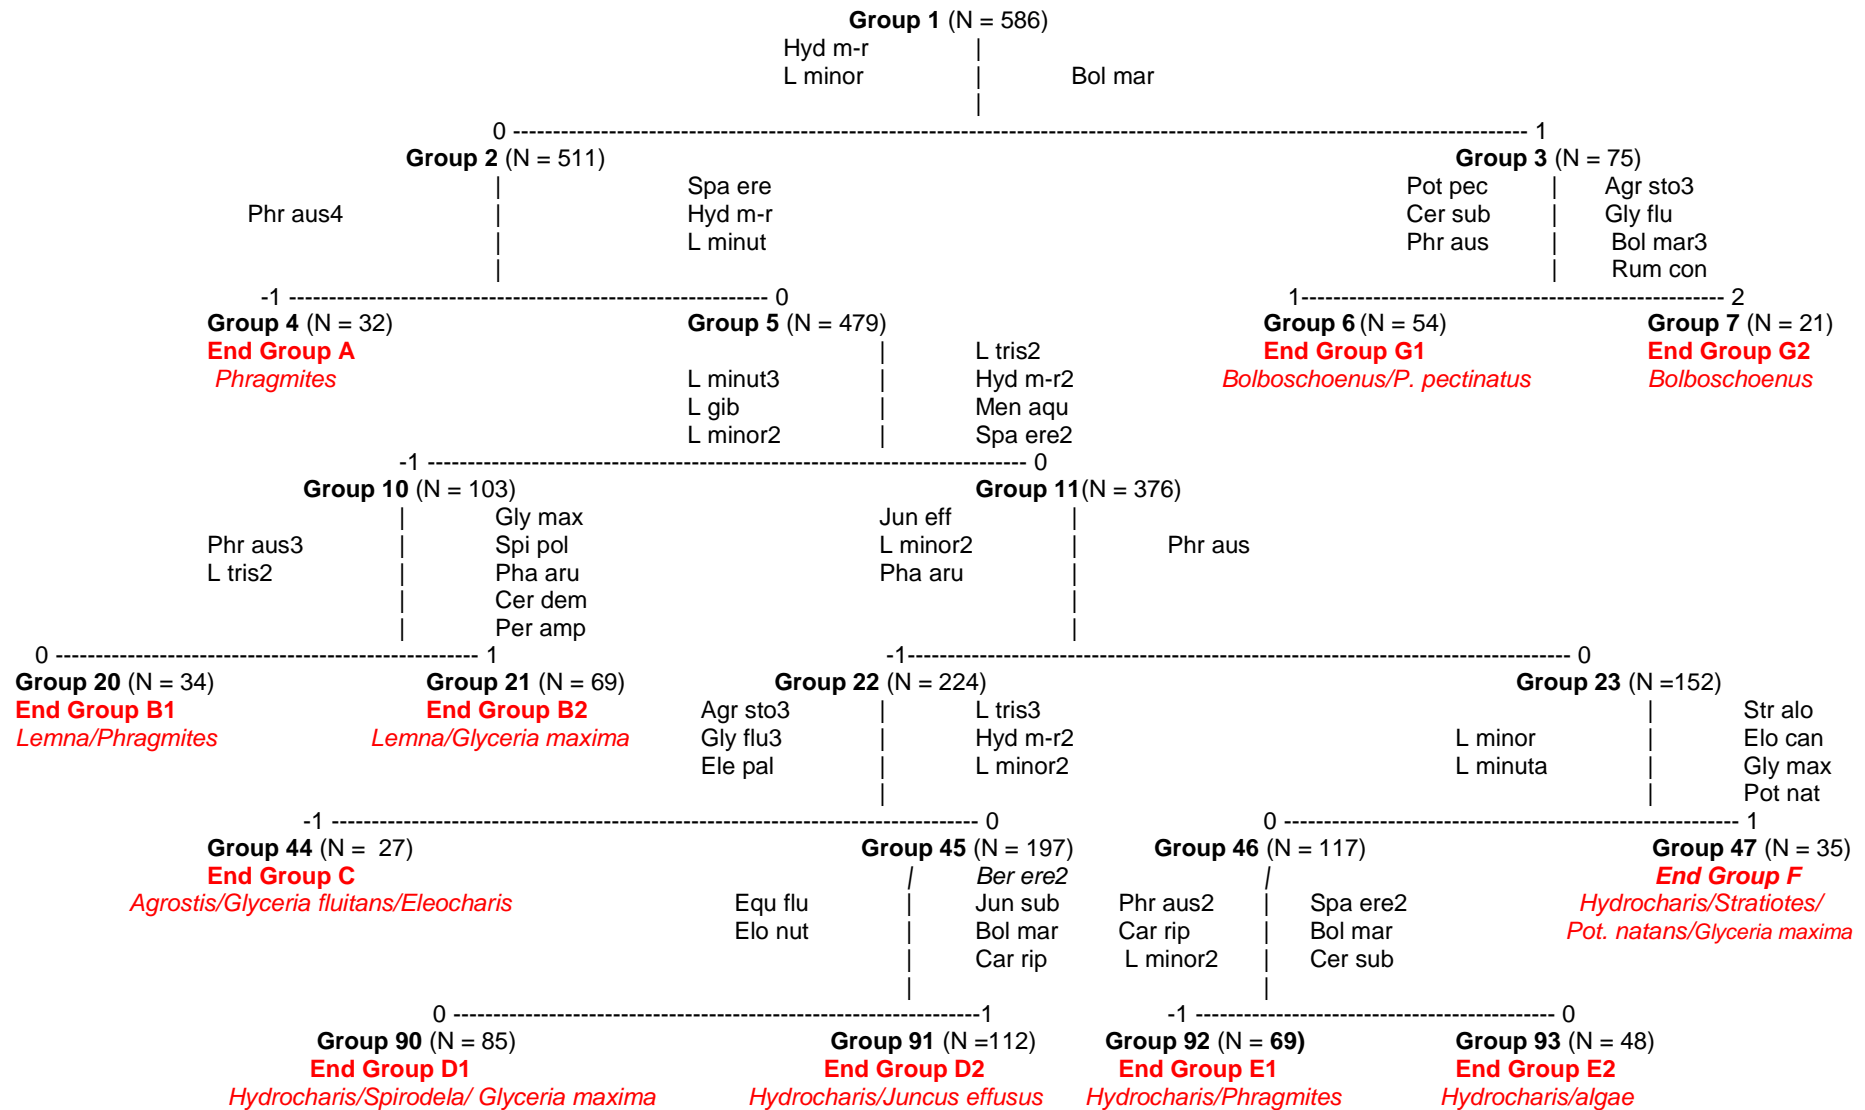 Group 1 (N = 586)
Hyd m-r |
L minor | Bol mar
|
0 ---------- 1
Group 2 (N = 511) Group 3 (N = 75)
| Spa ere Pot pec | Agr sto3
Phr aus4 | Hyd m-r Cer sub | Gly flu
| L minut Phr aus | Bol mar3
| | Rum con
-1 ---------- 0 1---------- 2
Group 4 (N = 32) Group 5 (N = 479) Group 6 (N = 54) Group 7 (N = 21)
End Group A | L tris2 End Group G1 End Group G2
Phragmites L minut3 | Hyd m-r2 Bolboschoenus/P. pectinatus Bolboschoenus
L gib | Men aqu
L minor2 | Spa ere2
-1 ---------- 0
Group 10 (N = 103) Group 11(N = 376)
| Gly max Jun eff |
Phr aus3 | Spi pol L minor2 | Phr aus
L tris2 | Pha aru Pha aru |
| Cer dem |
| Per amp |
0 ---------- 1 -1---------- 0
Group 20 (N = 34) Group 21 (N = 69) Group 22 (N = 224) Group 23 (N =152)
End Group B1 End Group B2 Agr sto3 | L tris3 | Str alo
Lemna/Phragmites Lemna/Glyceria maxima Gly flu3 | Hyd m-r2 L minor | Elo can
Ele pal | L minor2 L minuta | Gly max
| | Pot nat
-1 ---------- 0 0 ---------- 1
Group 44 (N = 27) Group 45 (N = 197) Group 46 (N = 117) Group 47 (N = 35)
End Group C / Ber ere2 / End Group F
Agrostis/Glyceria fluitans/Eleocharis Equ flu | Jun sub Phr aus2 | Spa ere2 Hydrocharis/Stratiotes/
Elo nut | Bol mar Car rip | Bol mar Pot. natans/Glyceria maxima
| Car rip L minor2 | Cer sub
| |
0 ----------1 -1 ---------- 0
Group 90 (N = 85) Group 91 (N =112) Group 92 (N = 69) Group 93 (N = 48)
End Group D1 End Group D2 End Group E1 End Group E2
Hydrocharis/Spirodela/ Glyceria maxima Hydrocharis/Juncus effusus Hydrocharis/Phragmites Hydrocharis/algae